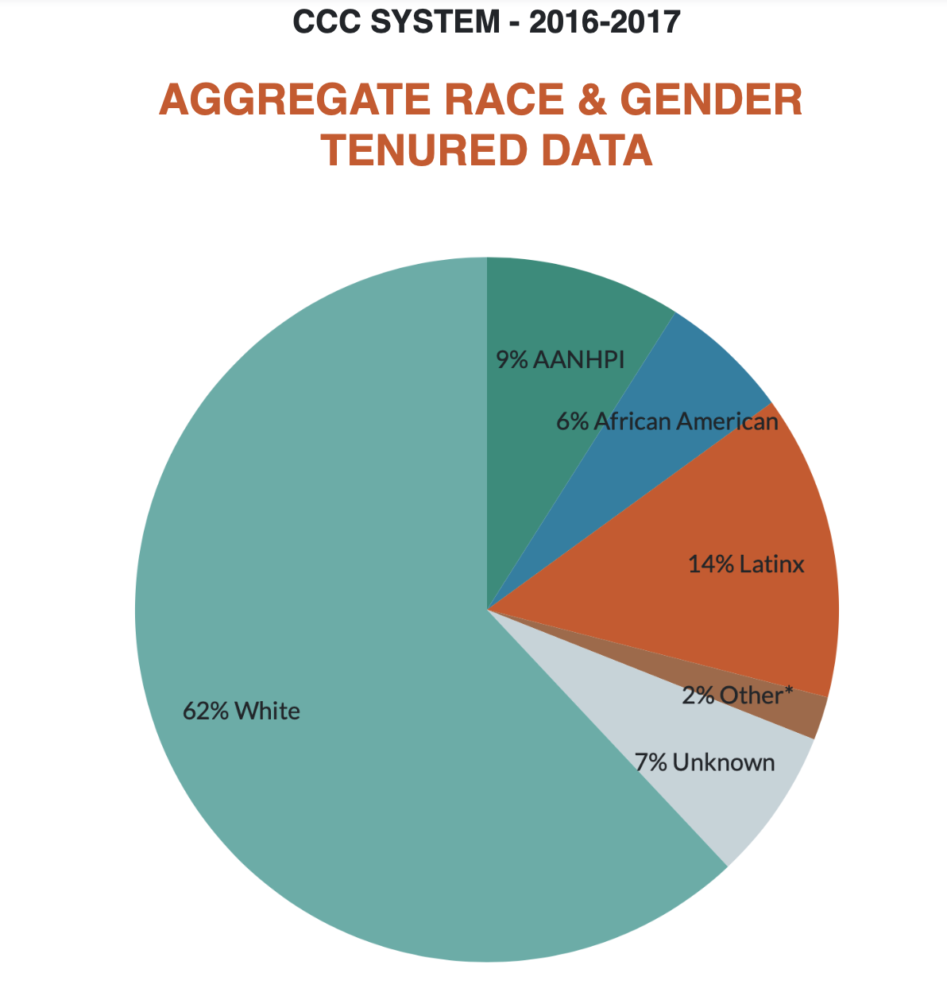 CCC SYSTEM - 2016-2017
AGGREGATE RACE & GENDER
TENURED DATA
9% AANHPI
6% African American
14% Latinx
2% Other*
62% White
7% Unknown